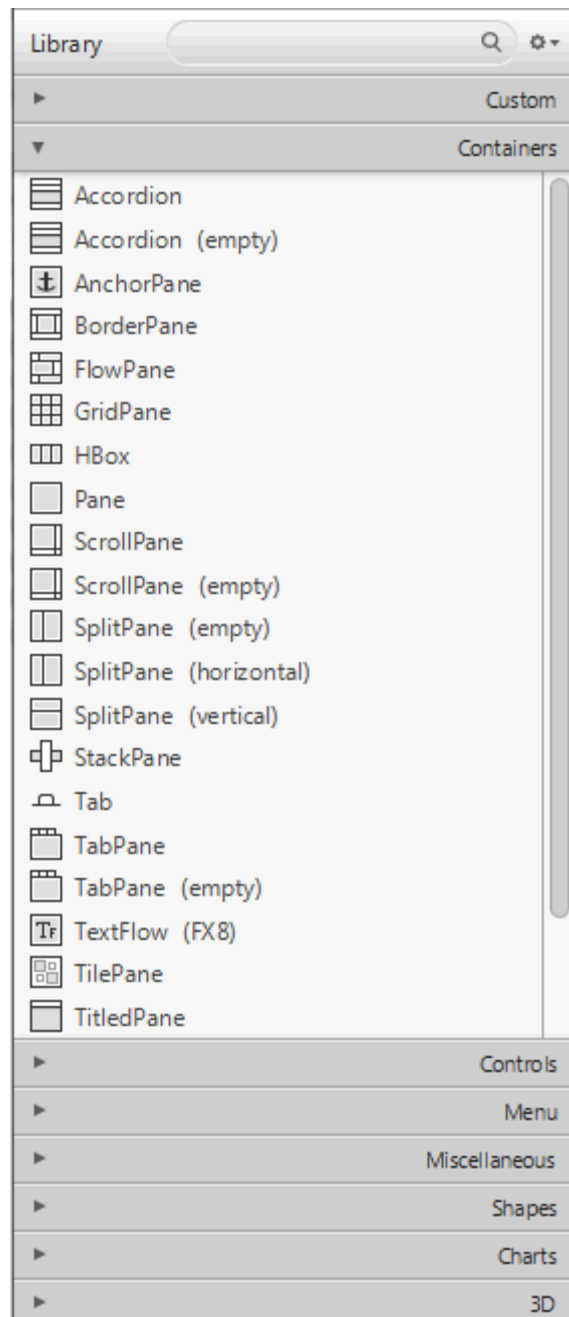 Library
Custom
Containers
Accordion
Accordion (empty)
AnchorPane
BorderPane
FlowPane
GridPane
HBox
Pane
ScrollPane
ScrollPane (empty)
SplitPane (empty)
SplitPane (horizontal)
SplitPane (vertical)
StackPane
Tab
TabPane
TabPane (empty)
TF TextFlow (FX8)
TilePane
TitledPane
Controls
Menu
Miscellaneous
Shapes
Charts
3D